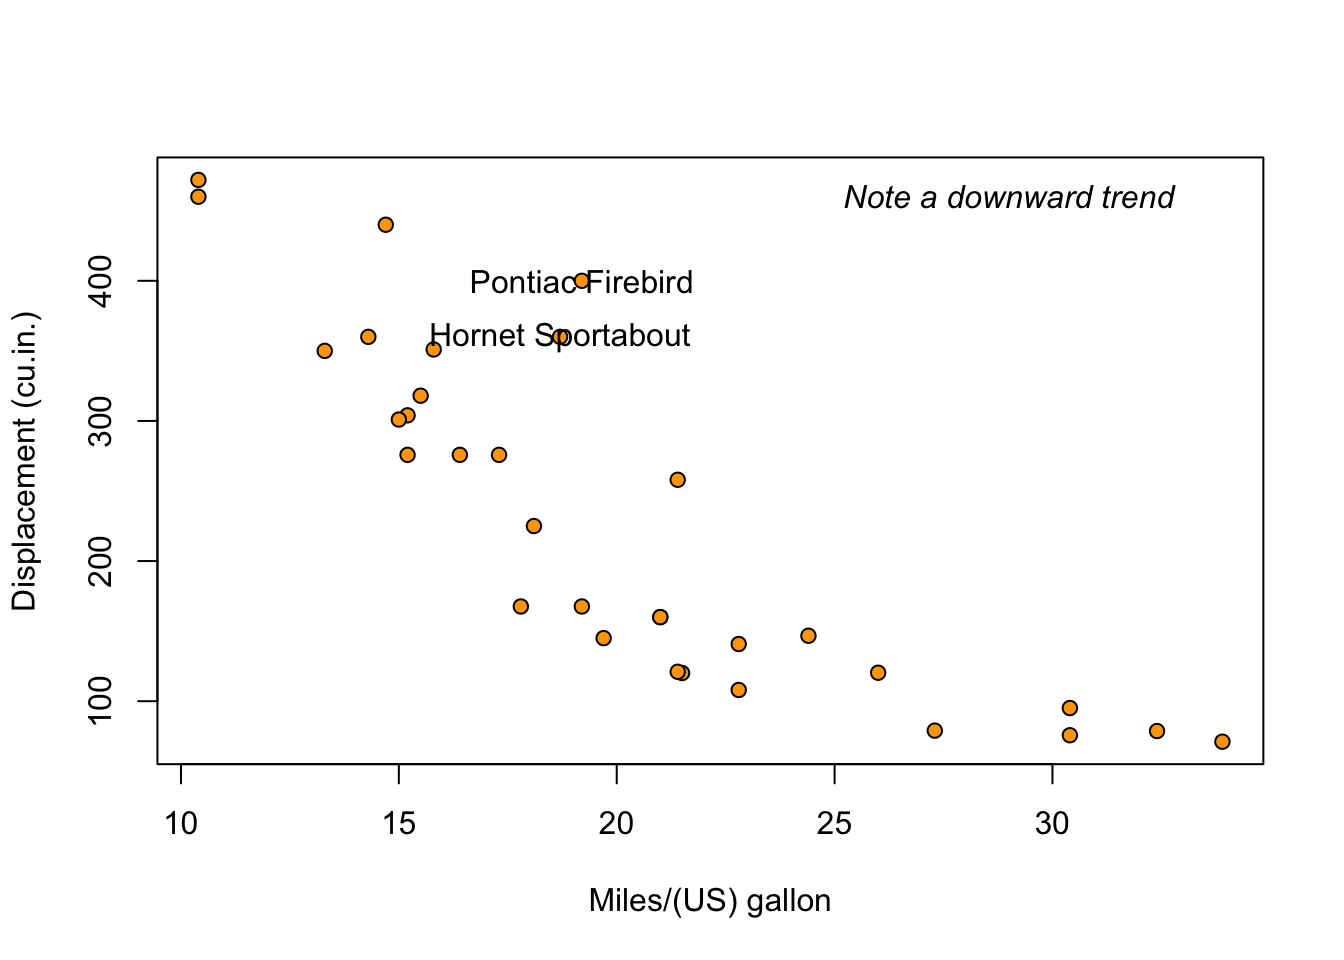 Note a downward trend
Pontiac Firebird
Hornet Sportabout
400
300
200
100
Displacement (cu.in.)
10 15 20 25 30
Miles/(US) gallon